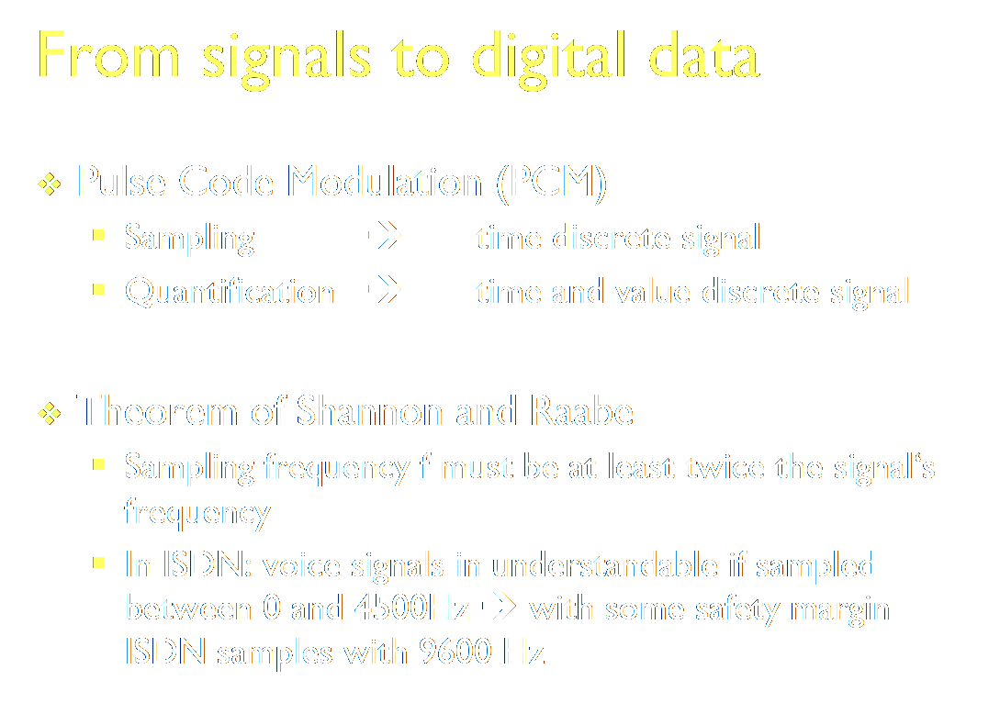 From signals to digital data
❖ Pulse Code Modulation (PCM)
▪ Sampling → time discrete signal
▪ Quantification → time and value discrete signal
❖ Theorem of Shannon and Raabe
▪ Sampling frequency f must be at least twice the signal‘s
frequency
▪ In ISDN: voice signals in understandable if sampled
between 0 and 4500Hz → with some safety margin
ISDN samples with 9600 Hz